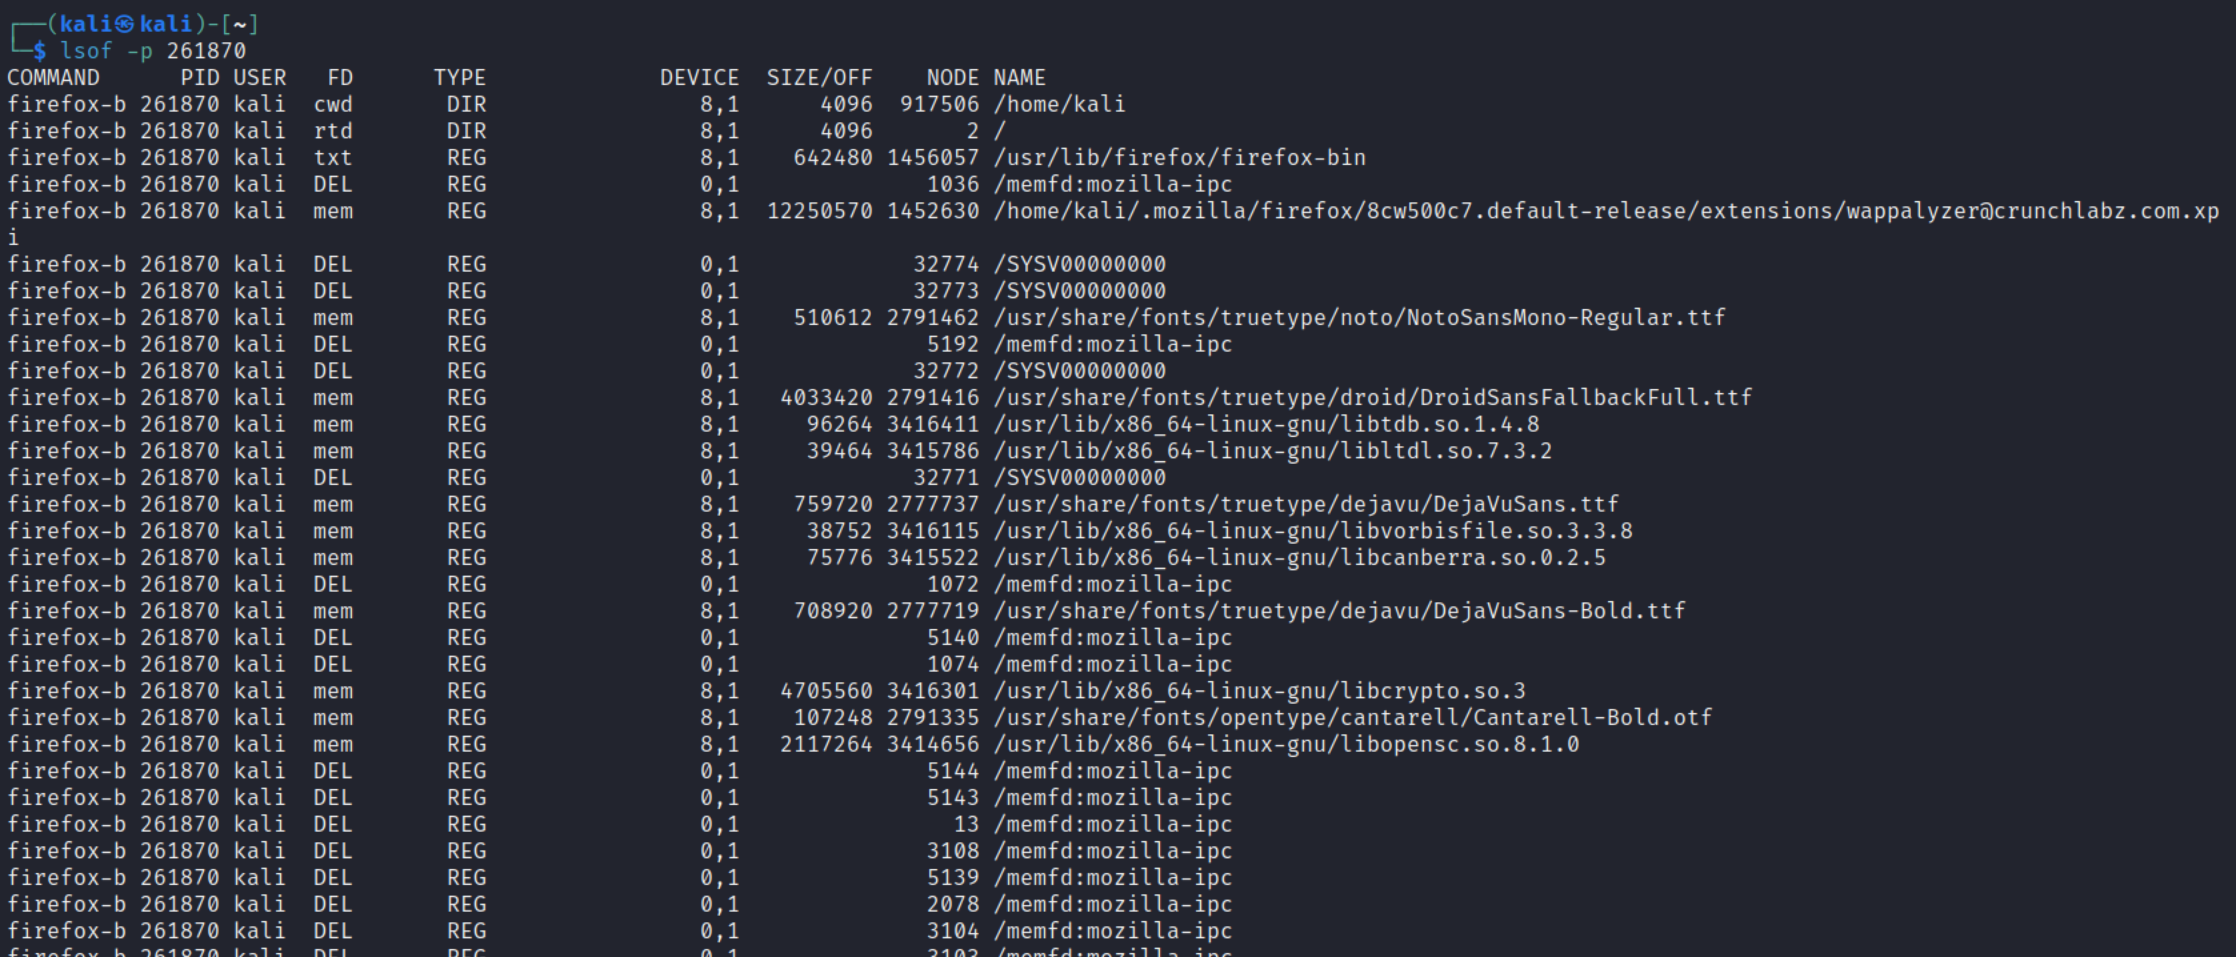 ┌──(kali㉿kali)-[~]
└─$ lsof -p 261870
COMMAND      PID USER   FD      TYPE             DEVICE  SIZE/OFF    NODE NAME
firefox-b 261870 kali  cwd       DIR                8,1      4096  917506 /home/kali
firefox-b 261870 kali  rtd       DIR                8,1      4096       2 /
firefox-b 261870 kali  txt       REG                8,1    642480 1456057 /usr/lib/firefox/firefox-bin
firefox-b 261870 kali  DEL       REG                0,1              1036 /memfd:mozilla-ipc
firefox-b 261870 kali  mem       REG                8,1  12250570 1452630 /home/kali/.mozilla/firefox/8cw500c7.default-release/extensions/wappalyzer@crunchlabz.com.xp
i
firefox-b 261870 kali  DEL       REG                0,1             32774 /SYSV00000000
firefox-b 261870 kali  DEL       REG                0,1             32773 /SYSV00000000
firefox-b 261870 kali  mem       REG                8,1    510612 2791462 /usr/share/fonts/truetype/noto/NotoSansMono-Regular.ttf
firefox-b 261870 kali  DEL       REG                0,1              5192 /memfd:mozilla-ipc
firefox-b 261870 kali  DEL       REG                0,1             32772 /SYSV00000000
firefox-b 261870 kali  mem       REG                8,1   4033420 2791416 /usr/share/fonts/truetype/droid/DroidSansFallbackFull.ttf
firefox-b 261870 kali  mem       REG                8,1     96264 3416411 /usr/lib/x86_64-linux-gnu/libtdb.so.1.4.8
firefox-b 261870 kali  mem       REG                8,1     39464 3415786 /usr/lib/x86_64-linux-gnu/libltdl.so.7.3.2
firefox-b 261870 kali  DEL       REG                0,1             32771 /SYSV00000000
firefox-b 261870 kali  mem       REG                8,1    759720 2777737 /usr/share/fonts/truetype/dejavu/DejaVuSans.ttf
firefox-b 261870 kali  mem       REG                8,1     38752 3416115 /usr/lib/x86_64-linux-gnu/libvorbisfile.so.3.3.8
firefox-b 261870 kali  mem       REG                8,1     75776 3415522 /usr/lib/x86_64-linux-gnu/libcanberra.so.0.2.5
firefox-b 261870 kali  DEL       REG                0,1              1072 /memfd:mozilla-ipc
firefox-b 261870 kali  mem       REG                8,1    708920 2777719 /usr/share/fonts/truetype/dejavu/DejaVuSans-Bold.ttf
firefox-b 261870 kali  DEL       REG                0,1              5140 /memfd:mozilla-ipc
firefox-b 261870 kali  DEL       REG                0,1              1074 /memfd:mozilla-ipc
firefox-b 261870 kali  mem       REG                8,1   4705560 3416301 /usr/lib/x86_64-linux-gnu/libcrypto.so.3
firefox-b 261870 kali  mem       REG                8,1    107248 2791335 /usr/share/fonts/opentype/cantarell/Cantarell-Bold.otf
firefox-b 261870 kali  mem       REG                8,1   2117264 3414656 /usr/lib/x86_64-linux-gnu/libopensc.so.8.1.0
firefox-b 261870 kali  DEL       REG                0,1              5144 /memfd:mozilla-ipc
firefox-b 261870 kali  DEL       REG                0,1              5143 /memfd:mozilla-ipc
firefox-b 261870 kali  DEL       REG                0,1                13 /memfd:mozilla-ipc
firefox-b 261870 kali  DEL       REG                0,1              3108 /memfd:mozilla-ipc
firefox-b 261870 kali  DEL       REG                0,1              5139 /memfd:mozilla-ipc
firefox-b 261870 kali  DEL       REG                0,1              2078 /memfd:mozilla-ipc
firefox-b 261870 kali  DEL       REG                0,1              3104 /memfd:mozilla-ipc
firefox-b 261870 kali  DEL       REG                0,1              3103 /memfd:mozilla-ipc